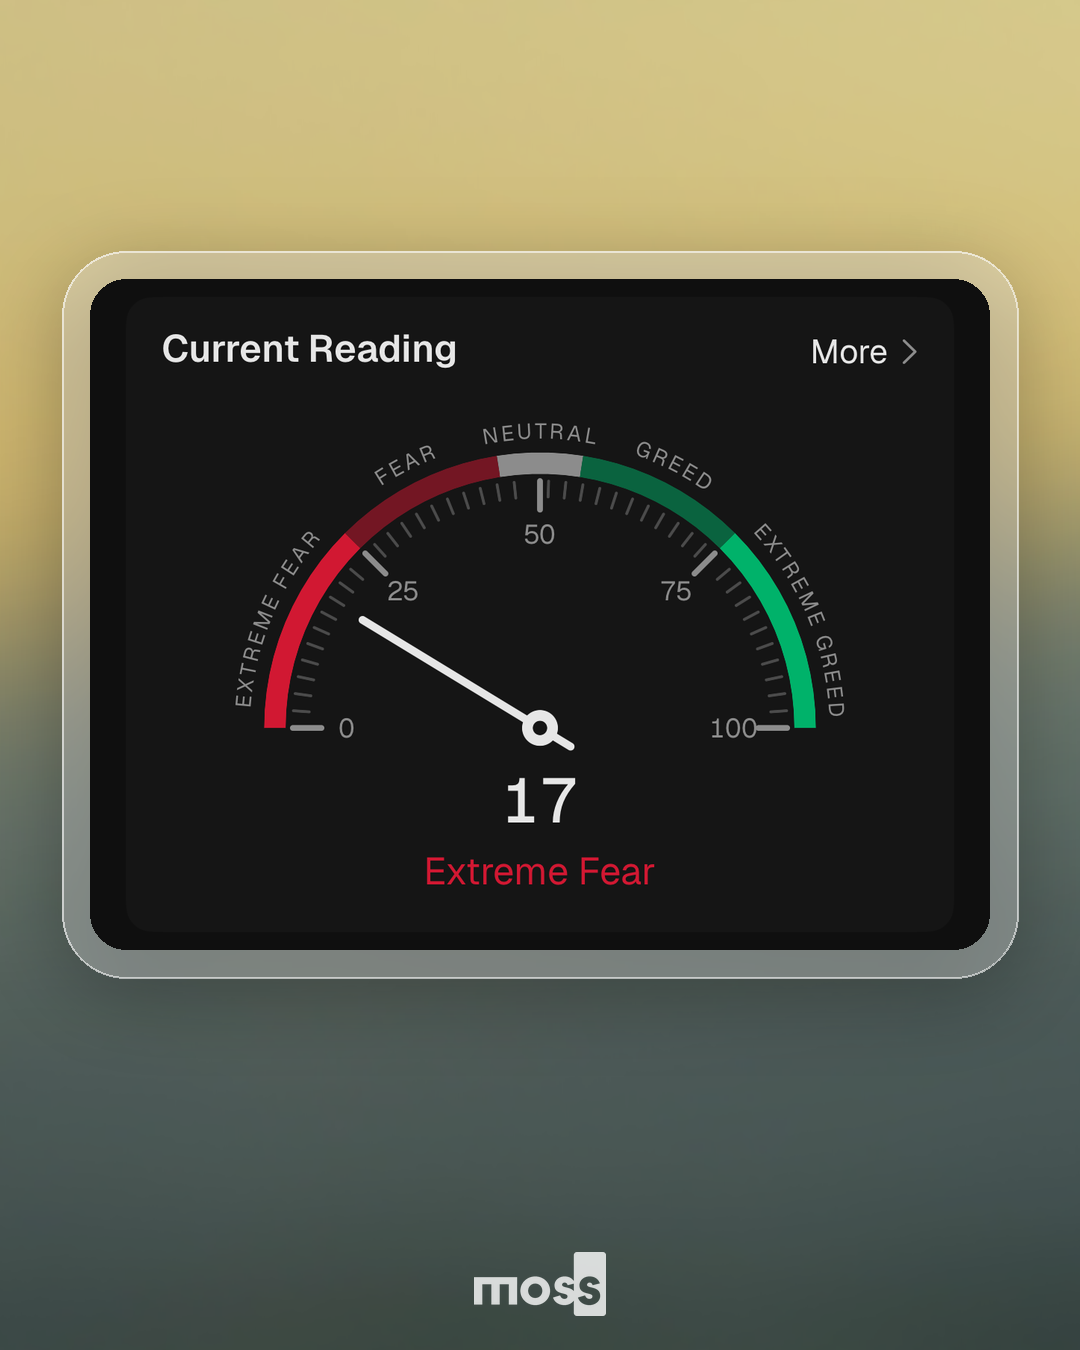 Current Reading
More
EXTREME FEAR
FEAR
NEUTRAL
GREED
EXTREME GREED
0
25
50
75
100
17
Extreme Fear
moss